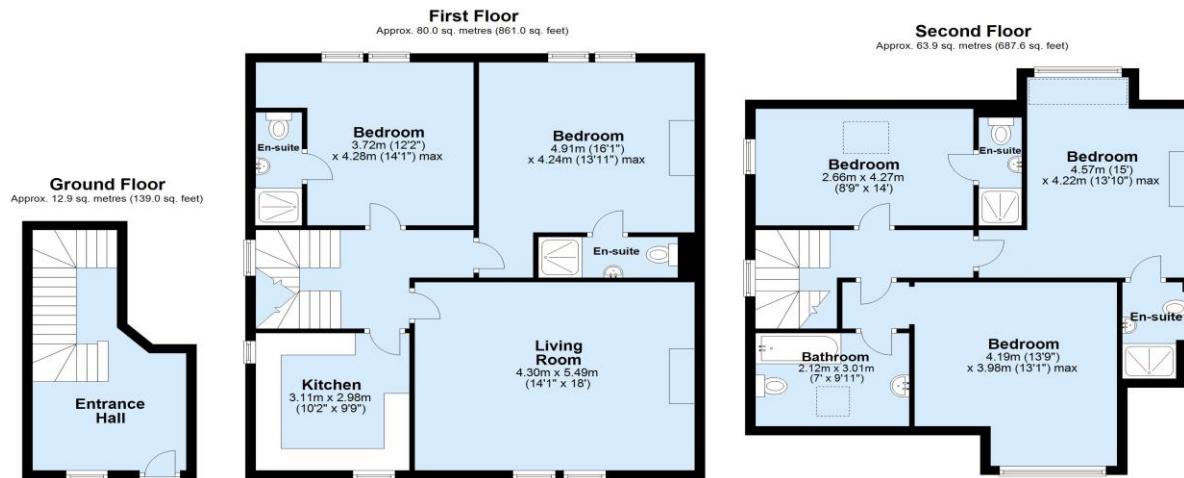 Ground Floor
Approx. 12.9 sq. metres (139.0 sq. feet)
Entrance
Hall
First Floor
Approx. 80.0 sq. metres (861.0 sq. feet)
Bedroom
3.72m (12'2")
x 4.28m (14'1") max
En-suite
Bedroom
4.91m (16'1")
x 4.24m (13'11") max
En-suite
Living
Room
4.30m x 5.49m
(14'1" x 18')
Kitchen
3.11m x 2.98m
(10'2" x 9'9")
Second Floor
Approx. 63.9 sq. metres (687.6 sq. feet)
Bedroom
2.66m x 4.27m
(8'9" x 14')
En-suite
Bedroom
4.57m (15')
x 4.22m (13'10") max
En-suite
Bedroom
4.19m (13'9")
x 3.98m (13'1") max
Bathroom
2.12m x 3.01m
(7' x 9'11")